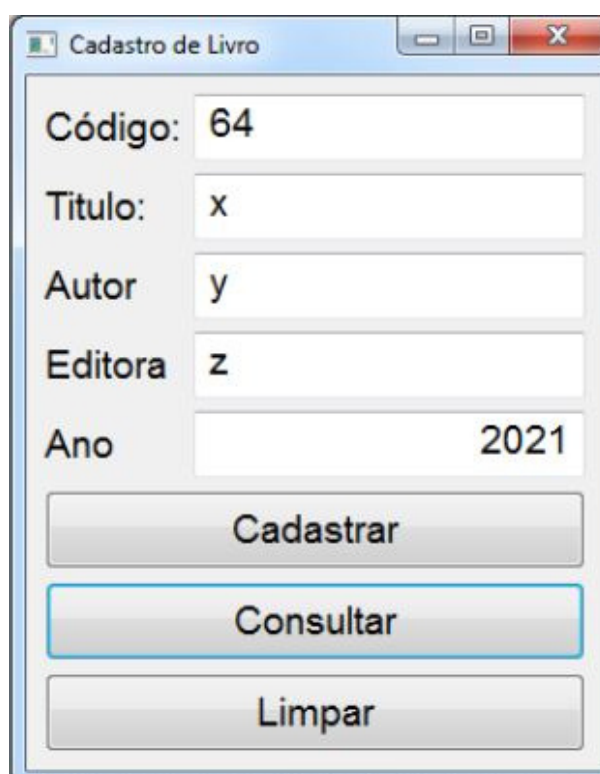 Cadastro de Livro
Código: 64
Titulo: x
Autor y
Editora z
Ano 2021
Cadastrar
Consultar
Limpar